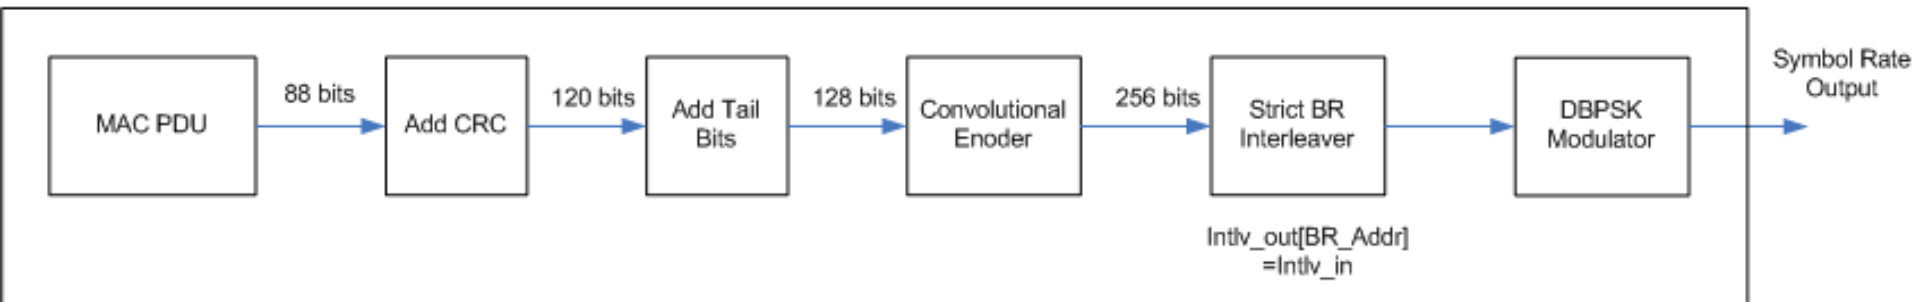 MAC PDU
88 bits
Add CRC
120 bits
Add Tail
Bits
128 bits
Convolutional
Enoder
256 bits
Strict BR
Interleaver
Intlv_out[BR_Addr]
=Intlv_in
DBPSK
Modulator
Symbol Rate
Output